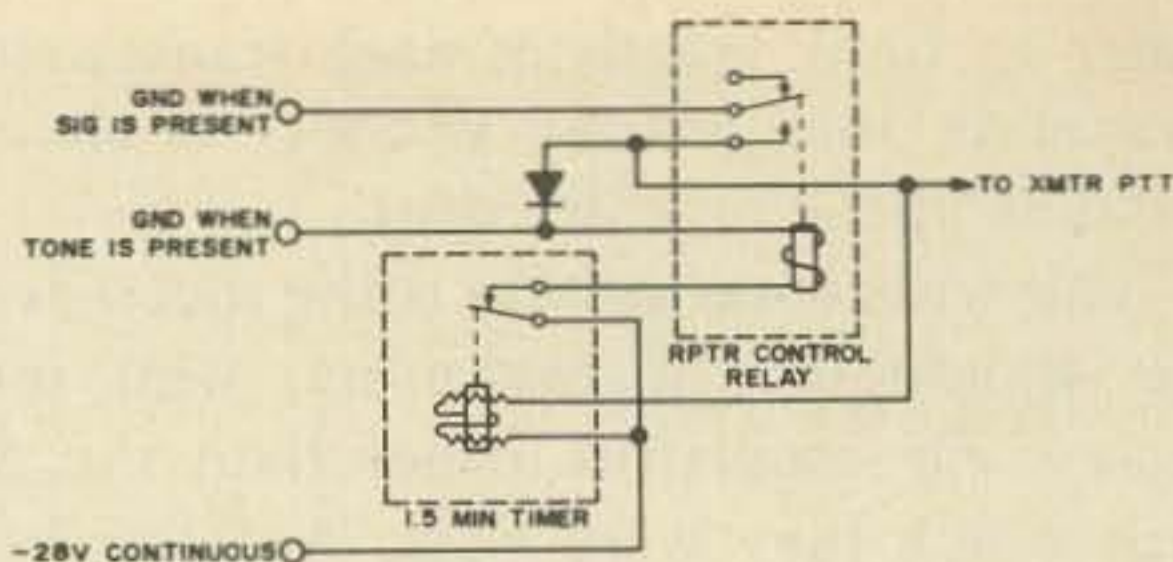 GND WHEN
SIG IS PRESENT
GND WHEN
TONE IS PRESENT
TO XMTR PTT
RPTR CONTROL
RELAY
1.5 MIN TIMER
-28V CONTINUOUS